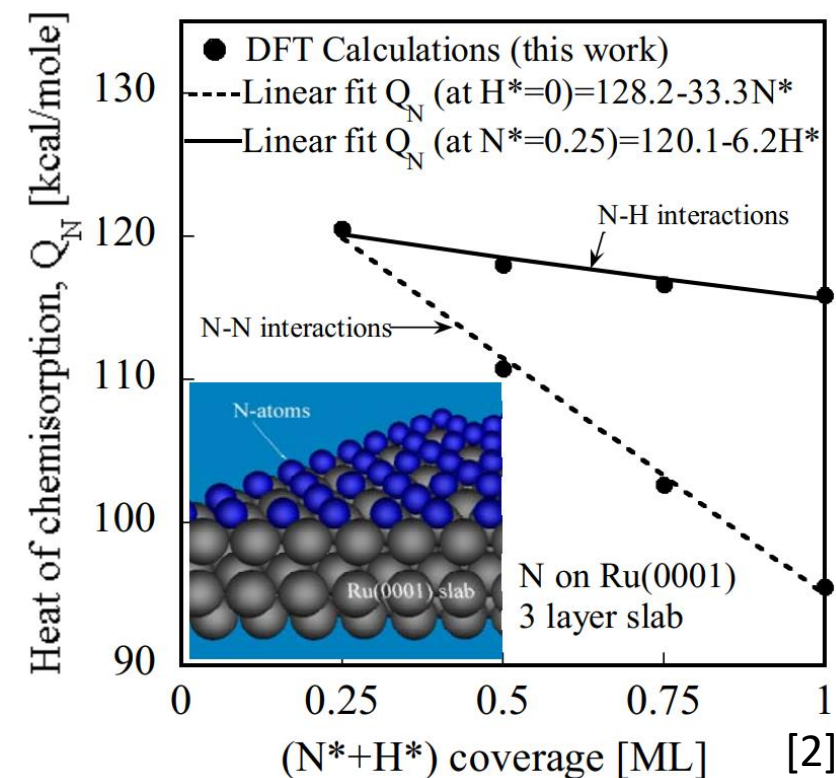 DFT Calculations (this work)
Linear fit Q_N (at H*=0)=128.2-33.3N*
Linear fit Q_N (at N*=0.25)=120.1-6.2H*
Heat of chemisorption, Q_N [kcal/mole]
130
120
110
100
90
N-H interactions
N-N interactions
N-atoms
Ru(0001) slab
N on Ru(0001)
3 layer slab
0 0.25 0.5 0.75 1
(N*+H*) coverage [ML]
[2]